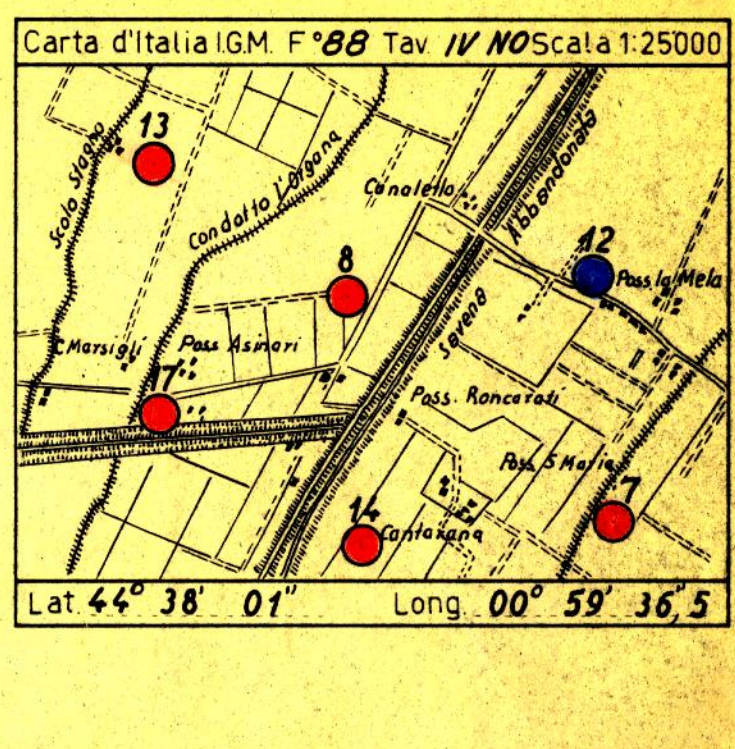 Carta d'Italia I.G.M. F° 88 Tav. IV NO Scala 1:25000
13
Scolo Stagno
Condotto l'Organa
Canaletto
Abbandonata
12
Poss. la Mela
8
Savena
C. Marsigli
Poss. Asinari
17
Poss. Roncarati
Poss. S. Maria
7
14
Cantarana
Lat. 44° 38' 01" Long. 00° 59' 36",5